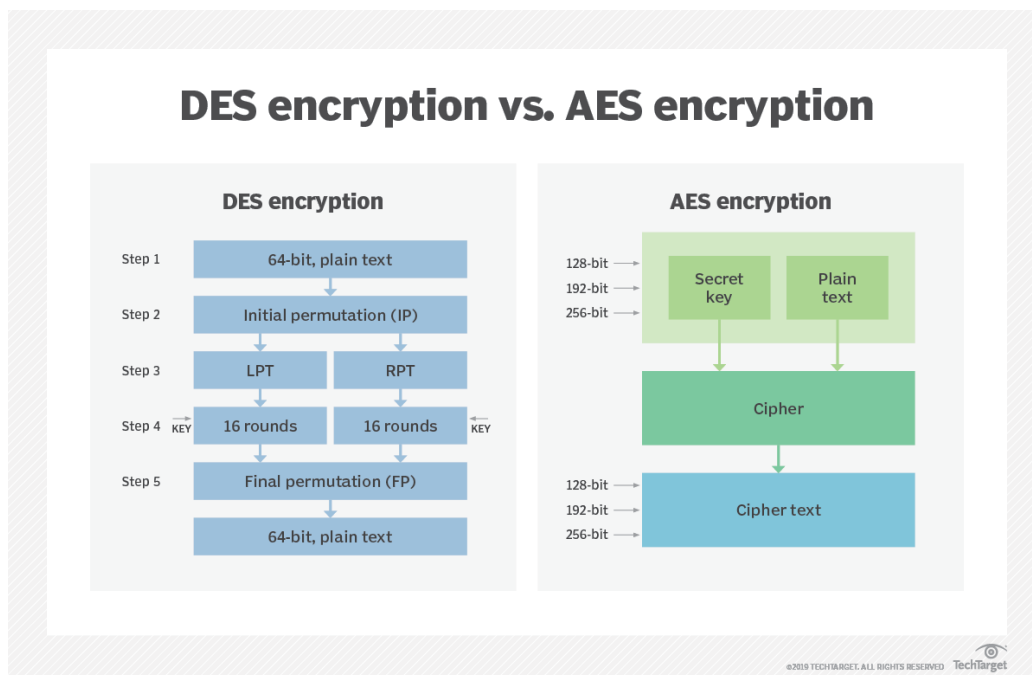 DES encryption vs. AES encryption
DES encryption
Step 1
64-bit, plain text
Step 2
Initial permutation (IP)
Step 3
LPT
RPT
Step 4
KEY
16 rounds
16 rounds
KEY
Step 5
Final permutation (FP)
64-bit, plain text
AES encryption
128-bit
192-bit
256-bit
Secret
key
Plain
text
Cipher
128-bit
192-bit
256-bit
Cipher text
©2019 TECHTARGET. ALL RIGHTS RESERVED
TechTarget